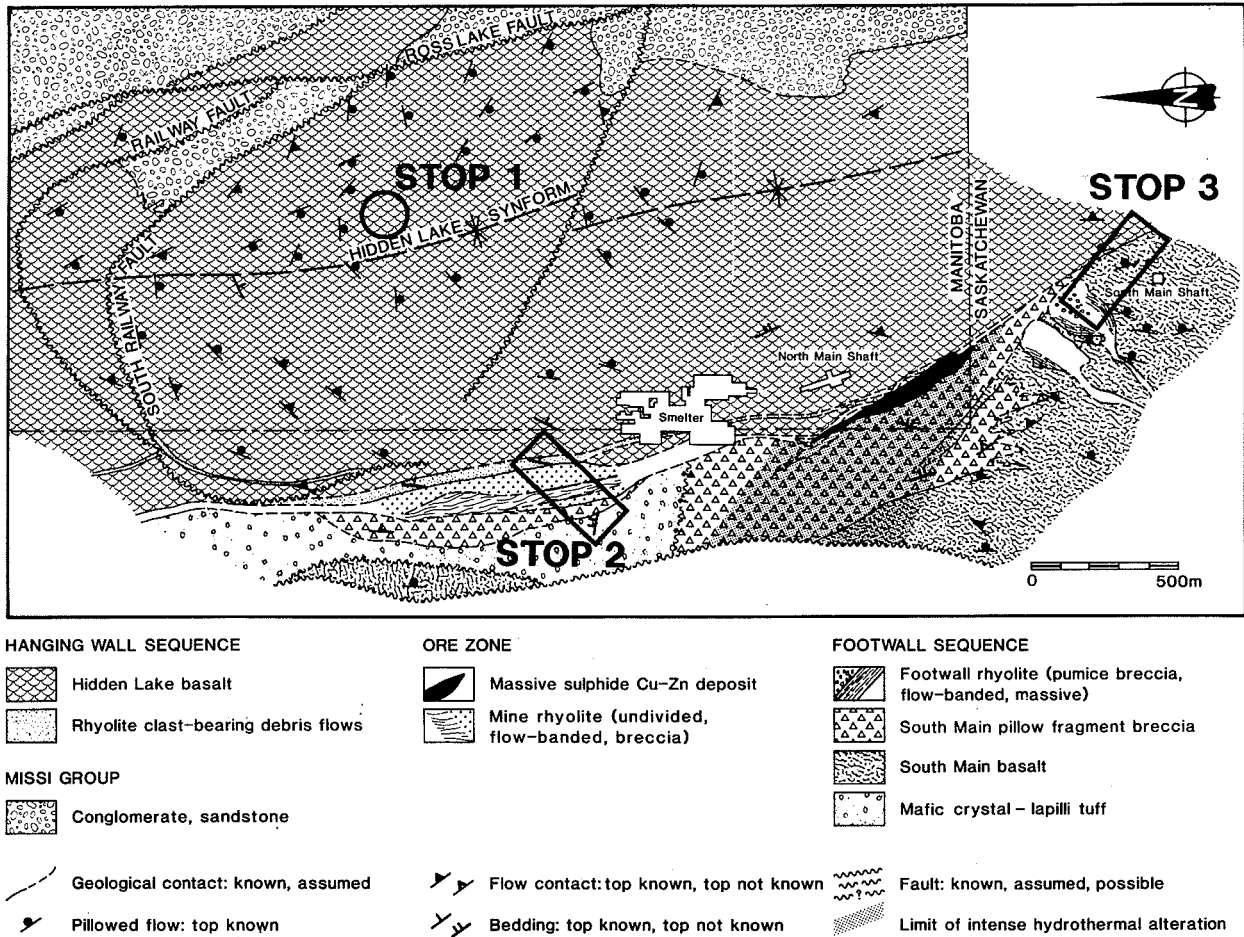 ROSS LAKE FAULT
RAILWAY FAULT
N
STOP 1
STOP 3
HIDDEN LAKE SYNFORM
MANITOBA
SASKATCHEWAN
SOUTH RAILWAY FAULT
South Main Shaft
North Main Shaft
Smelter
STOP 2
0 500m
HANGING WALL SEQUENCE
Hidden Lake basalt
Rhyolite clast-bearing debris flows
MISSI GROUP
Conglomerate, sandstone
ORE ZONE
Massive sulphide Cu-Zn deposit
Mine rhyolite (undivided,
flow-banded, breccia)
FOOTWALL SEQUENCE
Footwall rhyolite (pumice breccia,
flow-banded, massive)
South Main pillow fragment breccia
South Main basalt
Mafic crystal – lapilli tuff
Geological contact: known, assumed
Pillowed flow: top known
Flow contact: top known, top not known
Bedding: top known, top not known
?
Fault: known, assumed, possible
Limit of intense hydrothermal alteration